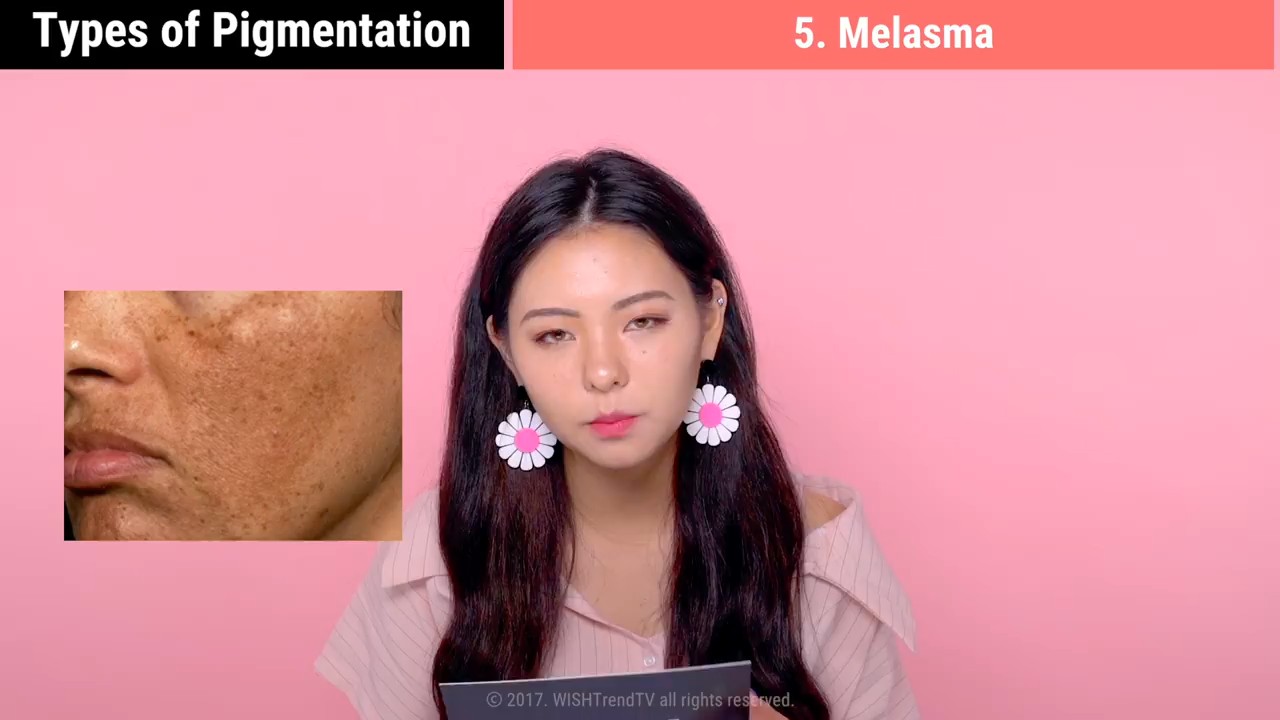 Types of Pigmentation
5. Melasma
© 2017. WISHTrendTV all rights reserved.